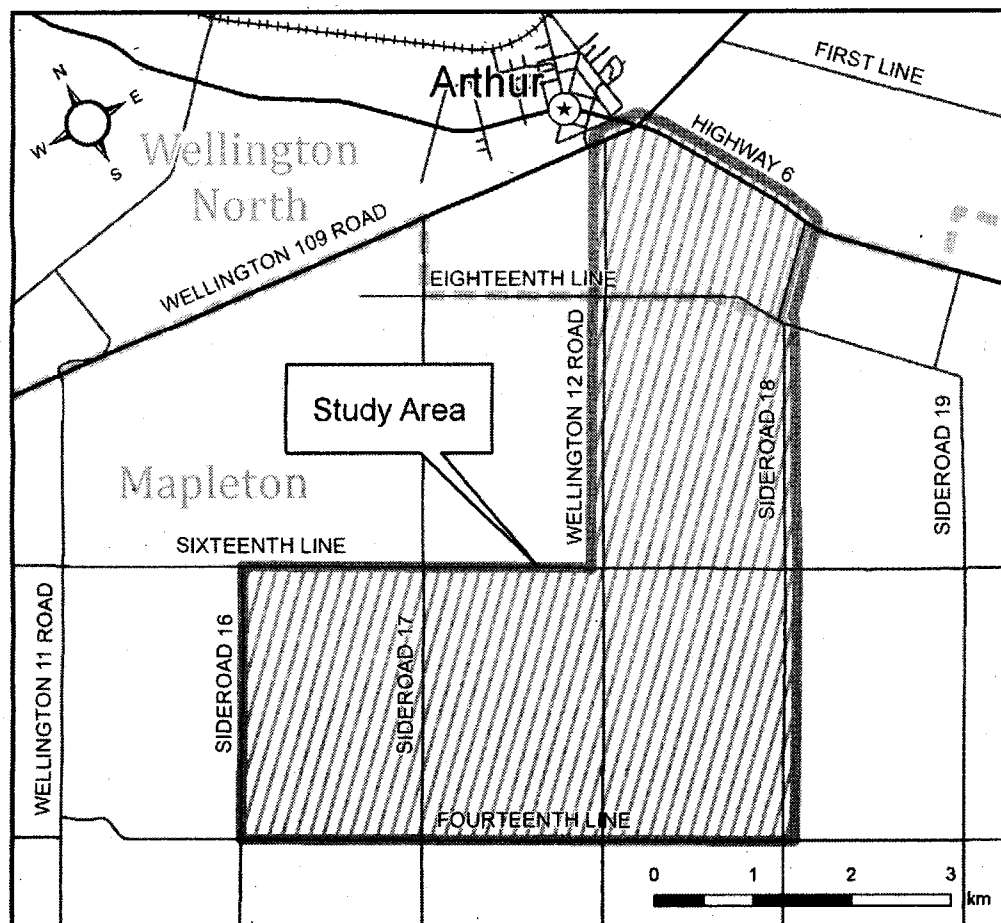 Arthur
FIRST LINE
HIGHWAY 6
N
E
W
S
Wellington
North
WELLINGTON 109 ROAD
EIGHTEENTH LINE
Study Area
WELLINGTON 12 ROAD
SIDEROAD 18
SIDEROAD 19
Mapleton
SIXTEENTH LINE
WELLINGTON 11 ROAD
SIDEROAD 16
SIDEROAD 17
FOURTEENTH LINE
0 1 2 3
km